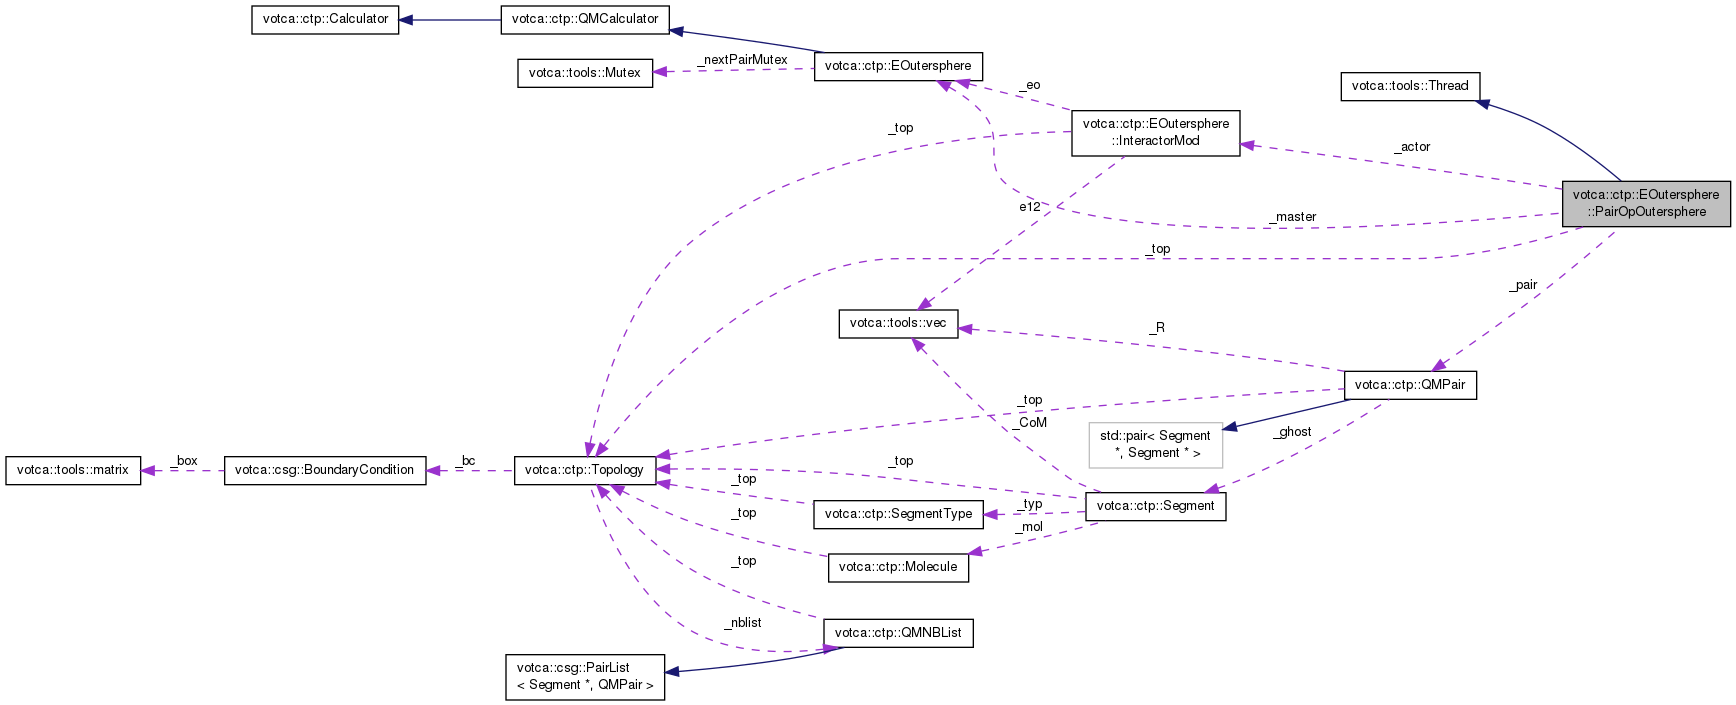 votca::ctp::Calculator
votca::ctp::QMCalculator
votca::tools::Mutex
_nextPairMutex
votca::ctp::EOutersphere
votca::tools::Thread
_eo
votca::ctp::EOutersphere
::InteractorMod
_top
_actor
votca::ctp::EOutersphere
::PairOpOutersphere
e12
_master
_top
_pair
votca::tools::vec
_R
votca::ctp::QMPair
_top
_CoM
std::pair< Segment
*, Segment * >
_ghost
votca::tools::matrix
_box
votca::csg::BoundaryCondition
_bc
votca::ctp::Topology
_top
_top
votca::ctp::SegmentType
_typ
votca::ctp::Segment
_top
_mol
votca::ctp::Molecule
_top
_nblist
votca::ctp::QMNBList
votca::csg::PairList
< Segment *, QMPair >